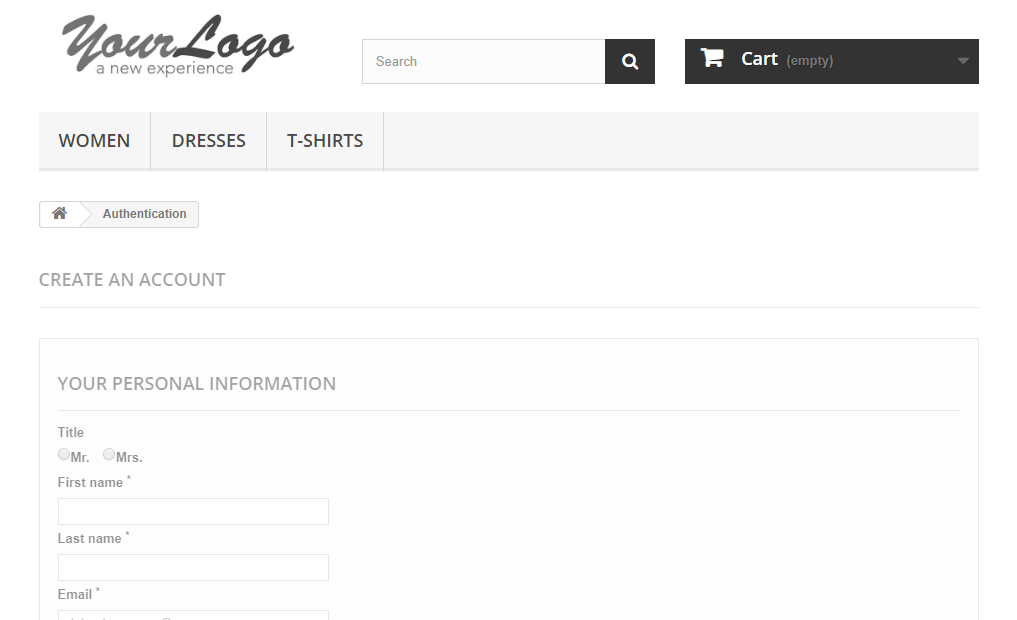 YourLogo
a new experience
Search
Cart (empty)
WOMEN DRESSES T-SHIRTS
Authentication
CREATE AN ACCOUNT
YOUR PERSONAL INFORMATION
Title
Mr. Mrs.
First name *
Last name *
Email *